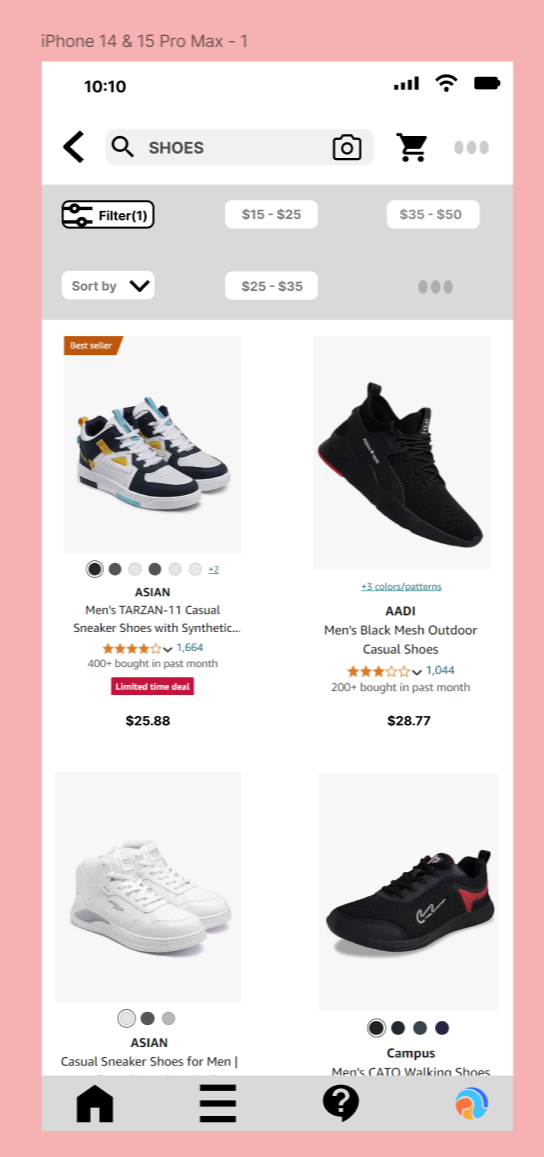 iPhone 14 & 15 Pro Max - 1
10:10
SHOES
Filter(1)
$15 - $25
$35 - $50
Sort by
$25 - $35
Best seller
+2
ASIAN
Men's TARZAN-11 Casual
Sneaker Shoes with Synthetic...
1,664
400+ bought in past month
Limited time deal
$25.88
+3 colors/patterns
AADI
Men's Black Mesh Outdoor
Casual Shoes
1,044
200+ bought in past month
$28.77
ASIAN
Casual Sneaker Shoes for Men |
Campus
Men's CATO Walking Shoes